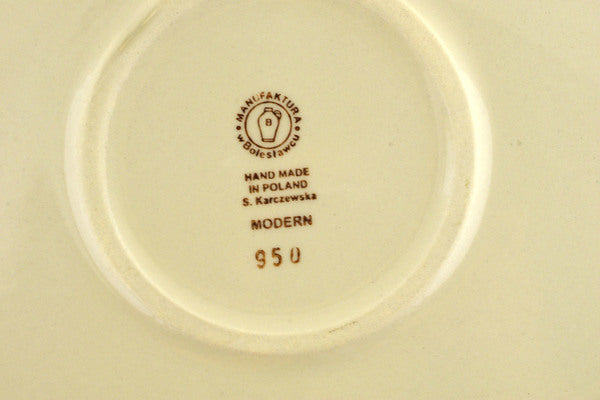 MANUFAKTURA
w Bolesławcu
B
HAND MADE
IN POLAND
S. Karczewska
MODERN
950